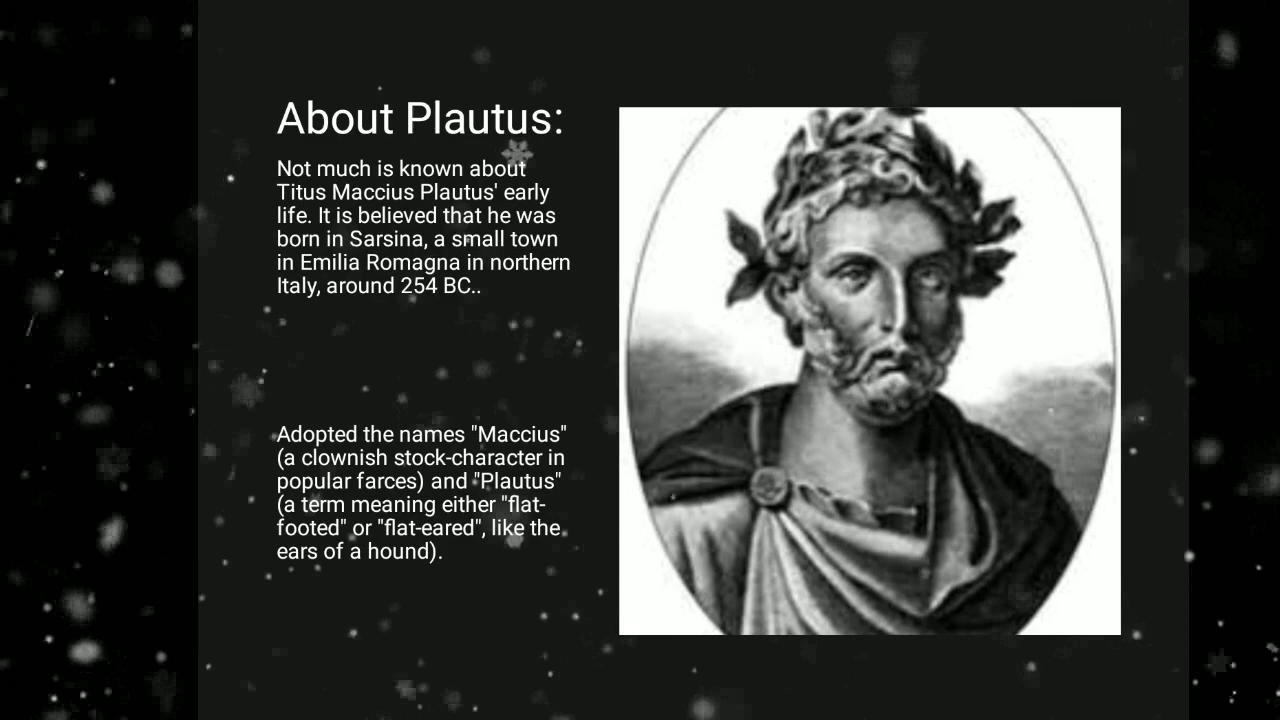 About Plautus:
Not much is known about
Titus Maccius Plautus' early
life. It is believed that he was
born in Sarsina, a small town
in Emilia Romagna in northern
Italy, around 254 BC..
Adopted the names "Maccius"
(a clownish stock-character in
popular farces) and "Plautus"
(a term meaning either "flat-
footed" or "flat-eared", like the
ears of a hound).